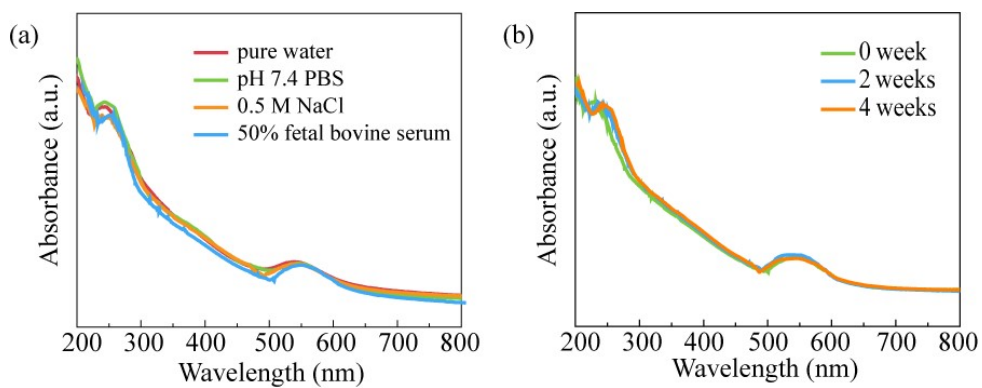 (a)
pure water
pH 7.4 PBS
0.5 M NaCl
50% fetal bovine serum
Absorbance (a.u.)
200 300 400 500 600 700 800
Wavelength (nm)
(b)
0 week
2 weeks
4 weeks
Absorbance (a.u.)
200 300 400 500 600 700 800
Wavelength (nm)